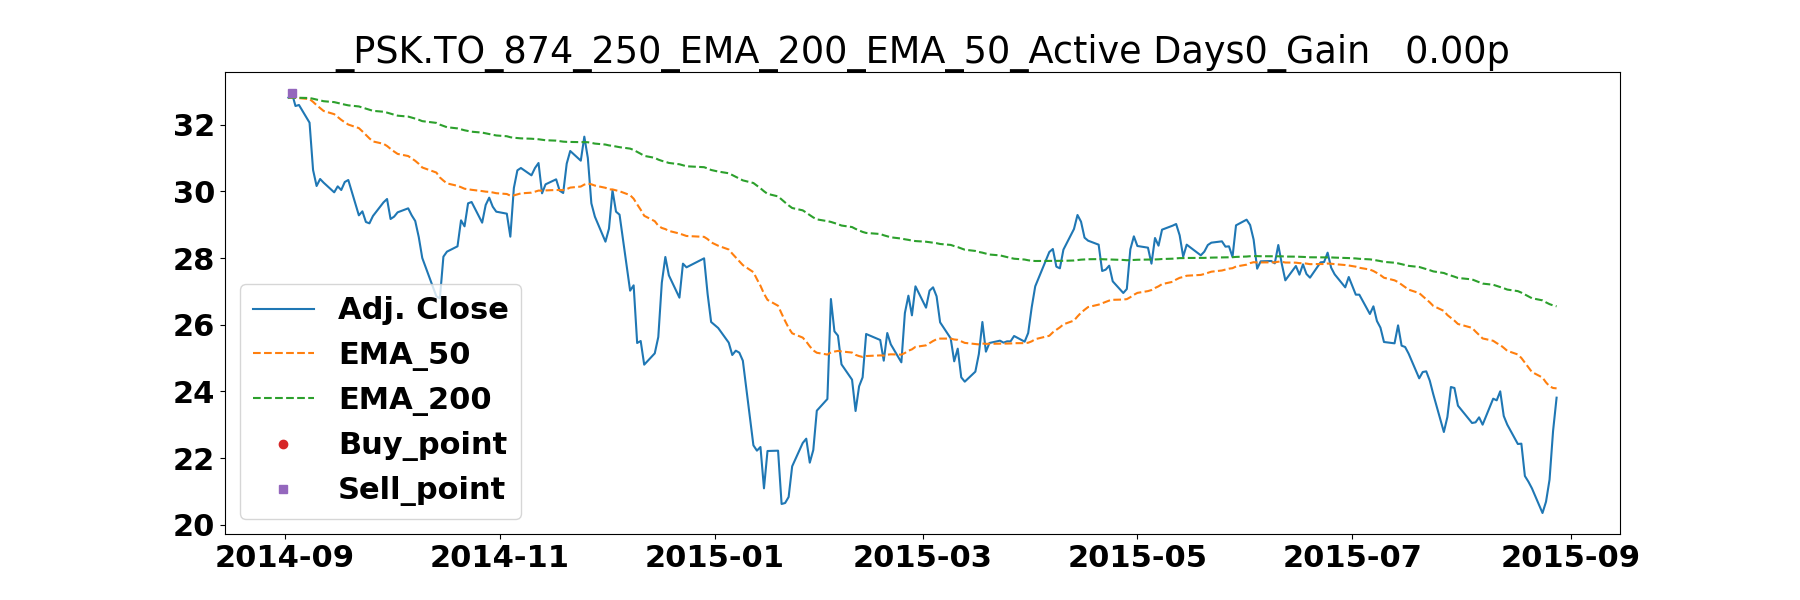 _PSK.TO_874_250_EMA_200_EMA_50_Active Days0_Gain   0.00p
32
30
28
26
24
22
20
Adj. Close
EMA_50
EMA_200
Buy_point
Sell_point
2014-09 2014-11 2015-01 2015-03 2015-05 2015-07 2015-09